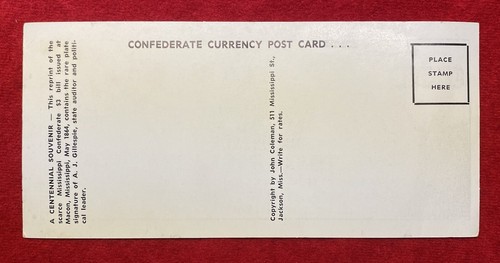 CONFEDERATE CURRENCY POST CARD . . .
PLACE
STAMP
HERE
A CENTENNIAL SOUVENIR — This reprint of the
scarce Mississippi Confederate $3 bill issued at
Macon, Mississippi, May 1864, contains the rare plate
signature of A. J. Gillespie, state auditor and politi-
cal leader.
Copyright by John Coleman, 511 Mississippi St.,
Jackson, Miss.—Write for rates.